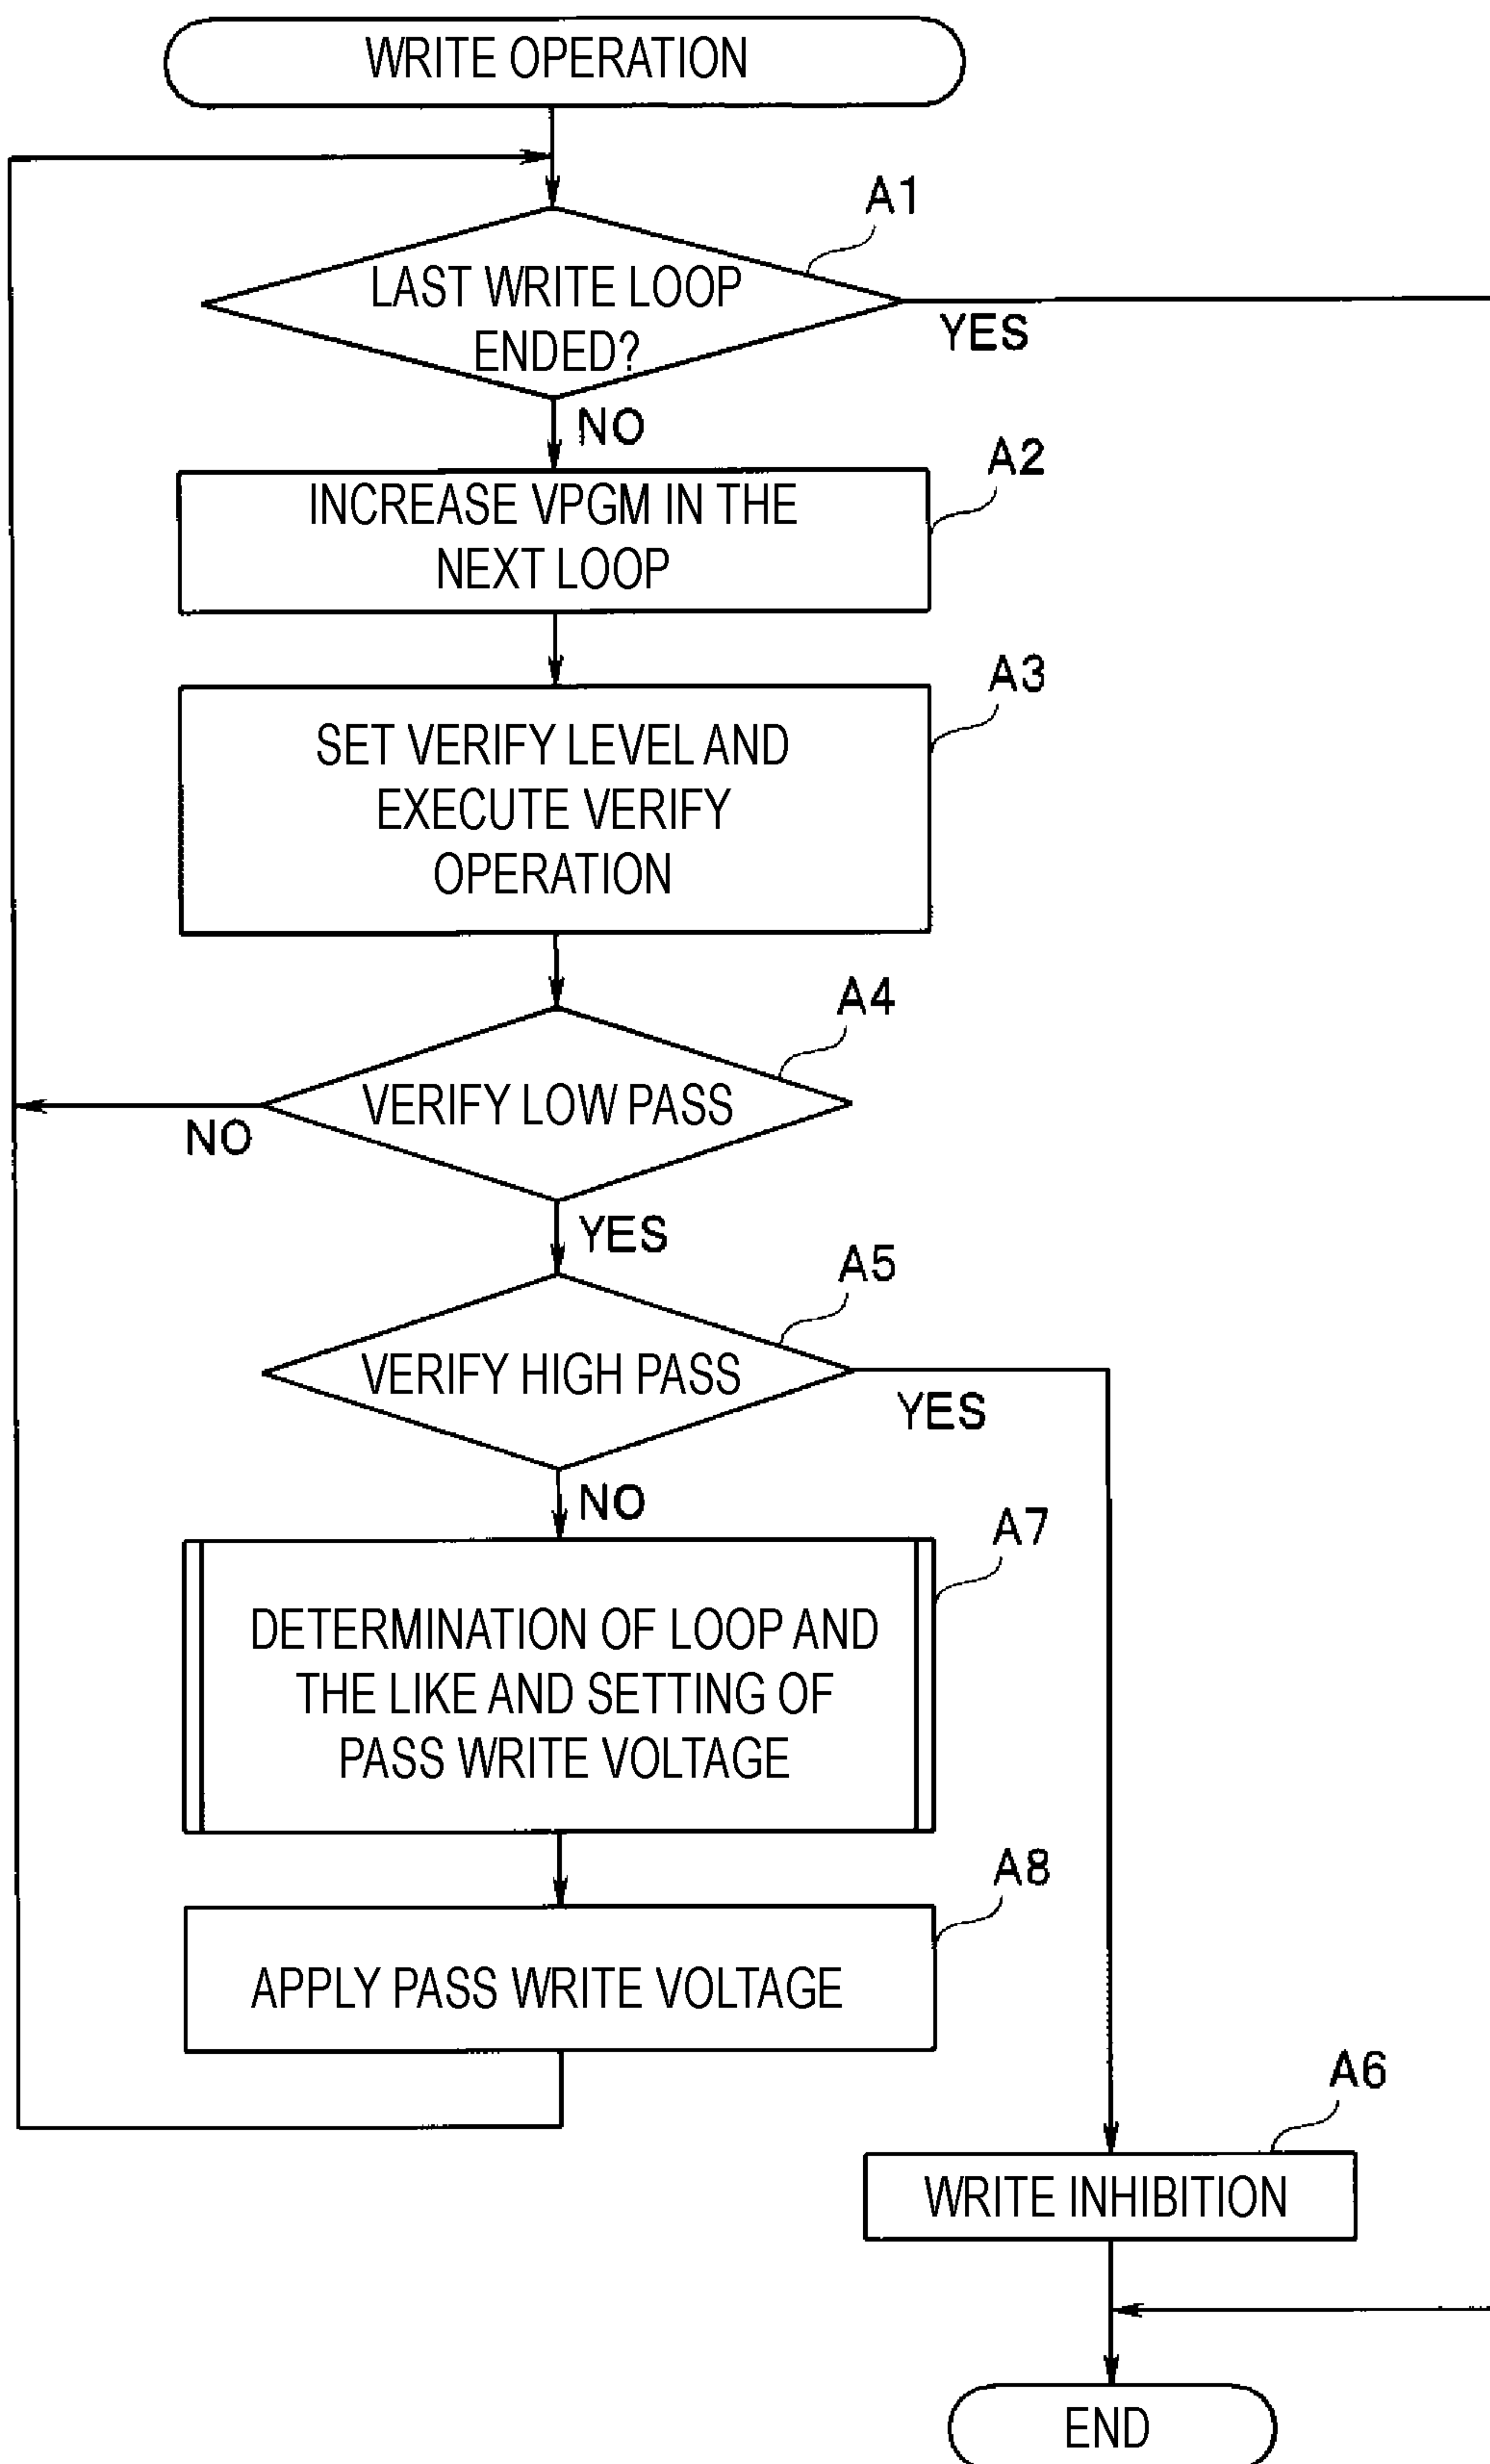 WRITE OPERATION
A1
LAST WRITE LOOP
ENDED?
YES
NO
A2
INCREASE VPGM IN THE
NEXT LOOP
A3
SET VERIFY LEVEL AND
EXECUTE VERIFY
OPERATION
A4
VERIFY LOW PASS
NO
YES
A5
VERIFY HIGH PASS
YES
NO
A7
DETERMINATION OF LOOP AND
THE LIKE AND SETTING OF
PASS WRITE VOLTAGE
A8
APPLY PASS WRITE VOLTAGE
A6
WRITE INHIBITION
END